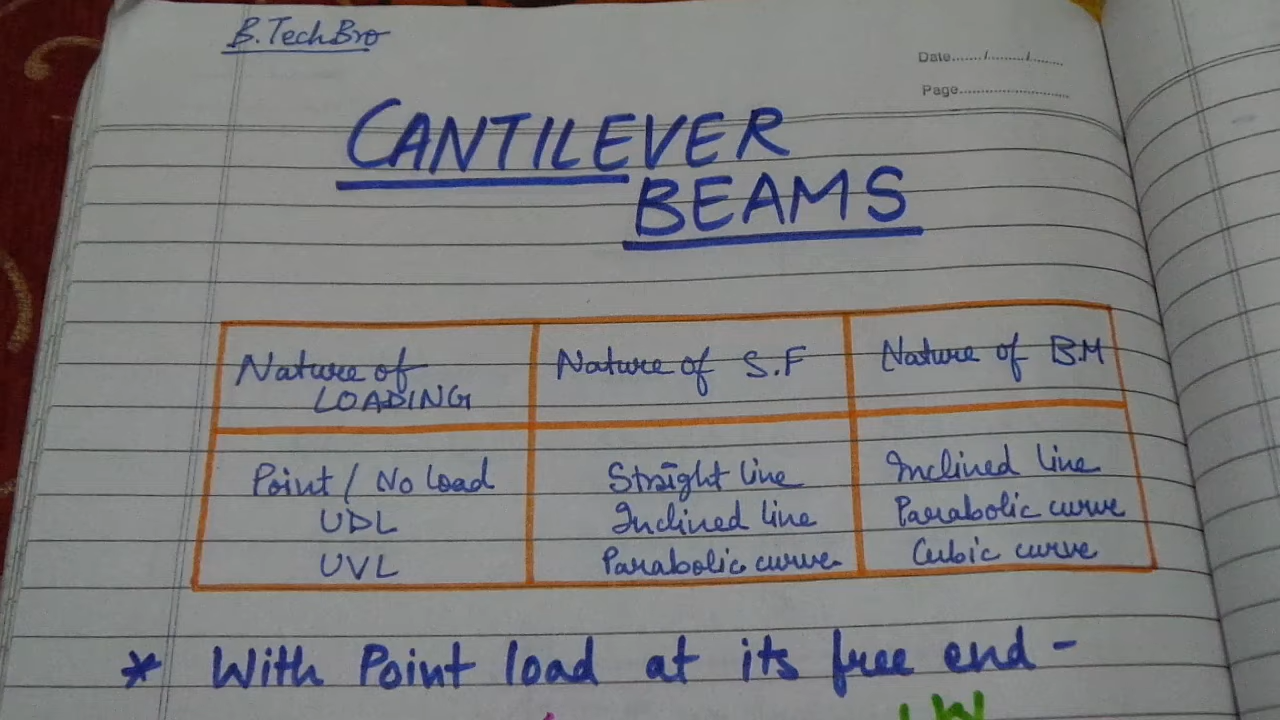 B.TechBro
Date......./........./........
Page............................
CANTILEVER
BEAMS
Nature of LOADING
Nature of S.F
Nature of B.M
Point / No load
Straight line
Inclined line
UDL
Inclined line
Parabolic curve
UVL
Parabolic curve
Cubic curve
* With Point load at its free end -
W